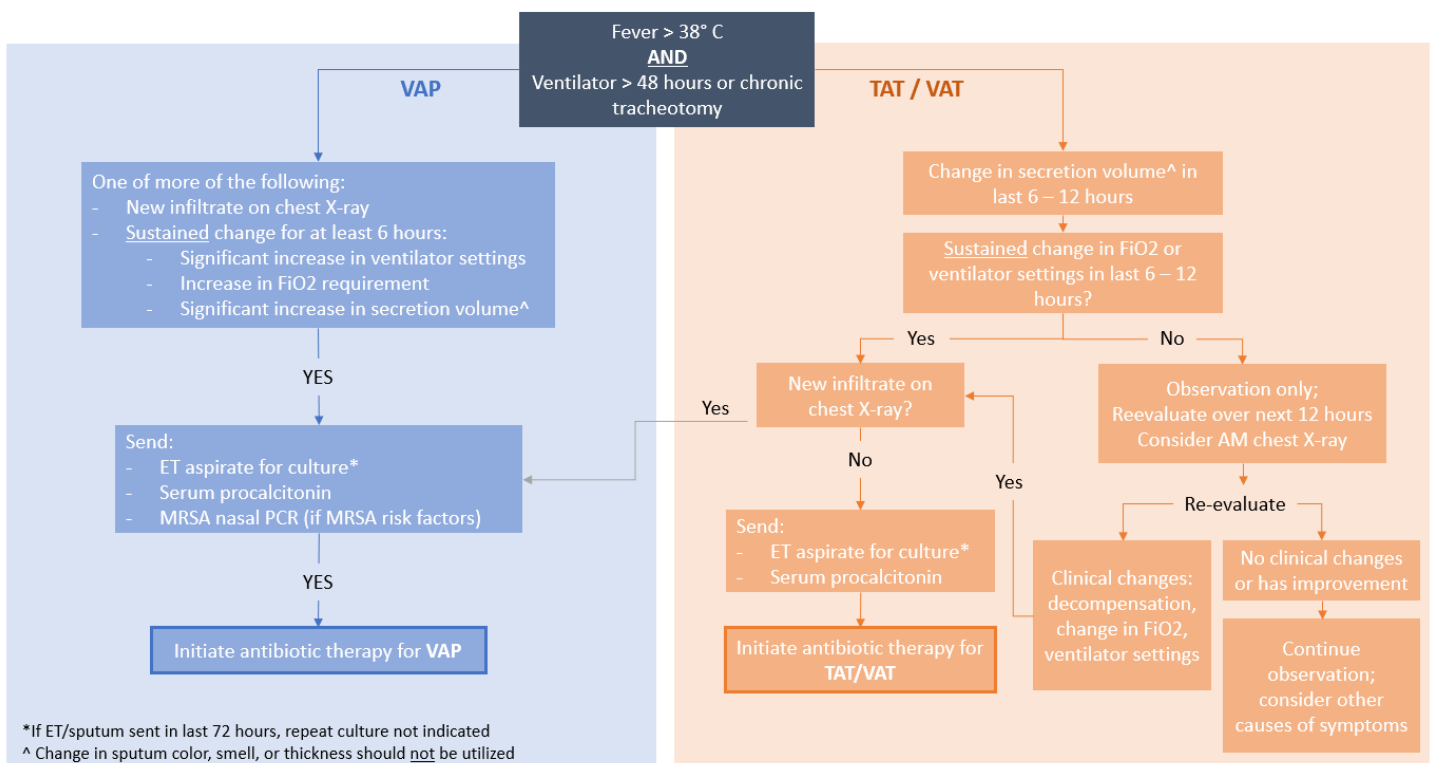 Fever > 38° C
AND
Ventilator > 48 hours or chronic
tracheotomy
VAP
One of more of the following:
- New infiltrate on chest X-ray
- Sustained change for at least 6 hours:
- Significant increase in ventilator settings
- Increase in FiO2 requirement
- Significant increase in secretion volume^
YES
Send:
- ET aspirate for culture*
- Serum procalcitonin
- MRSA nasal PCR (if MRSA risk factors)
YES
Initiate antibiotic therapy for VAP
*If ET/sputum sent in last 72 hours, repeat culture not indicated
^ Change in sputum color, smell, or thickness should not be utilized
TAT / VAT
Change in secretion volume^ in
last 6 – 12 hours
Sustained change in FiO2 or
ventilator settings in last 6 – 12
hours?
Yes
No
New infiltrate on
chest X-ray?
Yes
No
Send:
- ET aspirate for culture*
- Serum procalcitonin
Initiate antibiotic therapy for
TAT/VAT
Observation only;
Reevaluate over next 12 hours
Consider AM chest X-ray
Re-evaluate
Yes
Clinical changes:
decompensation,
change in FiO2,
ventilator settings
No clinical changes
or has improvement
Continue
observation;
consider other
causes of symptoms